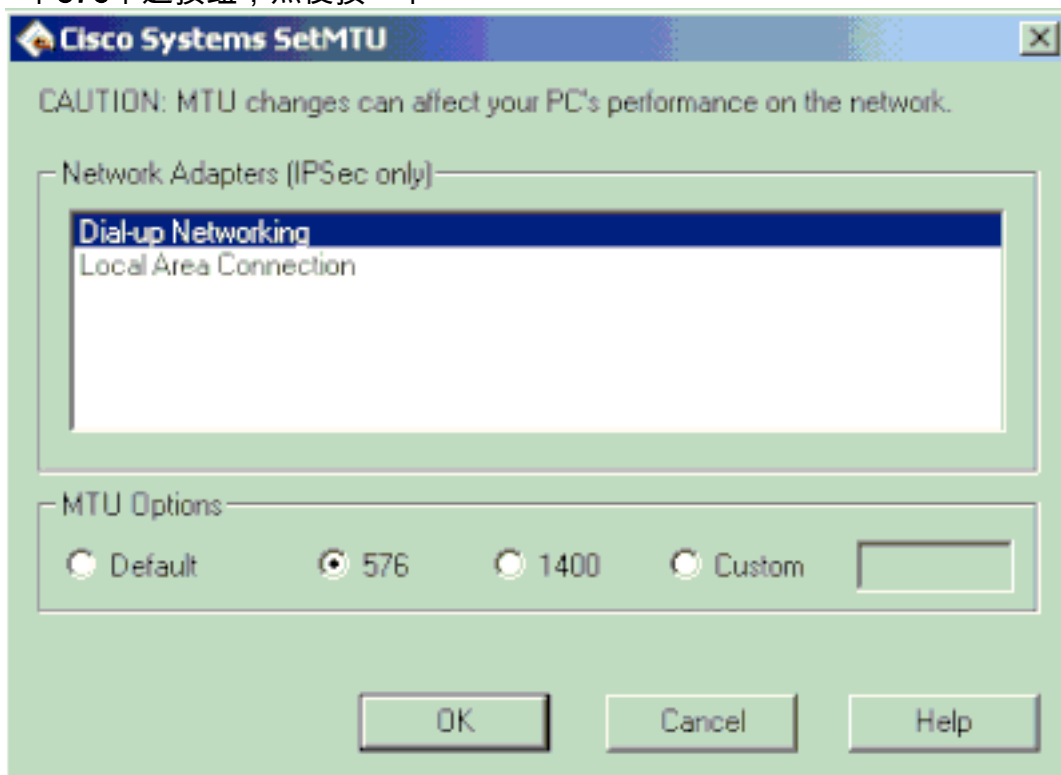 Cisco Systems SetMTU
CAUTION: MTU changes can affect your PC's performance on the network.
Network Adapters (IPSec only)
Dial-up Networking
Local Area Connection
MTU Options
Default 576 1400 Custom
OK Cancel Help